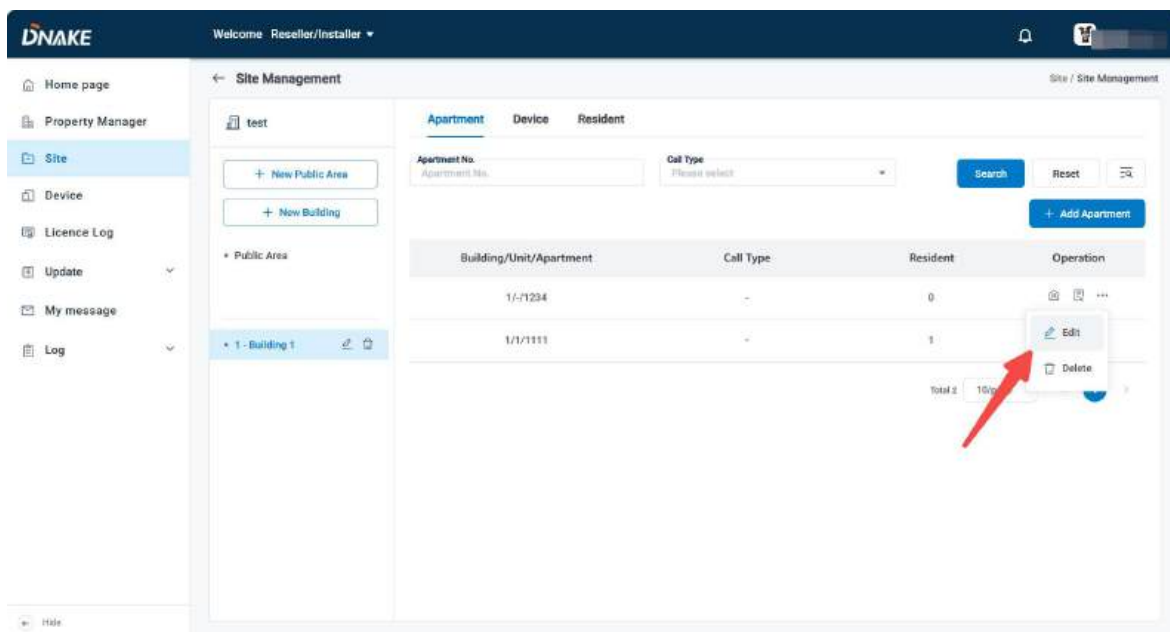 DNAKE
Welcome Reseller/Installer
Home page
Property Manager
Site
Device
Licence Log
Update
My message
Log
Hide
Site Management
Site / Site Management
test
+ New Public Area
+ New Building
Public Area
1 - Building 1
Apartment Device Resident
Apartment No.
Apartment No.
Call Type
Please select
Search Reset
+ Add Apartment
Building/Unit/Apartment Call Type Resident Operation
1/-/1234 - 0
1/1/1111 - 1
Edit
Delete
Total 2